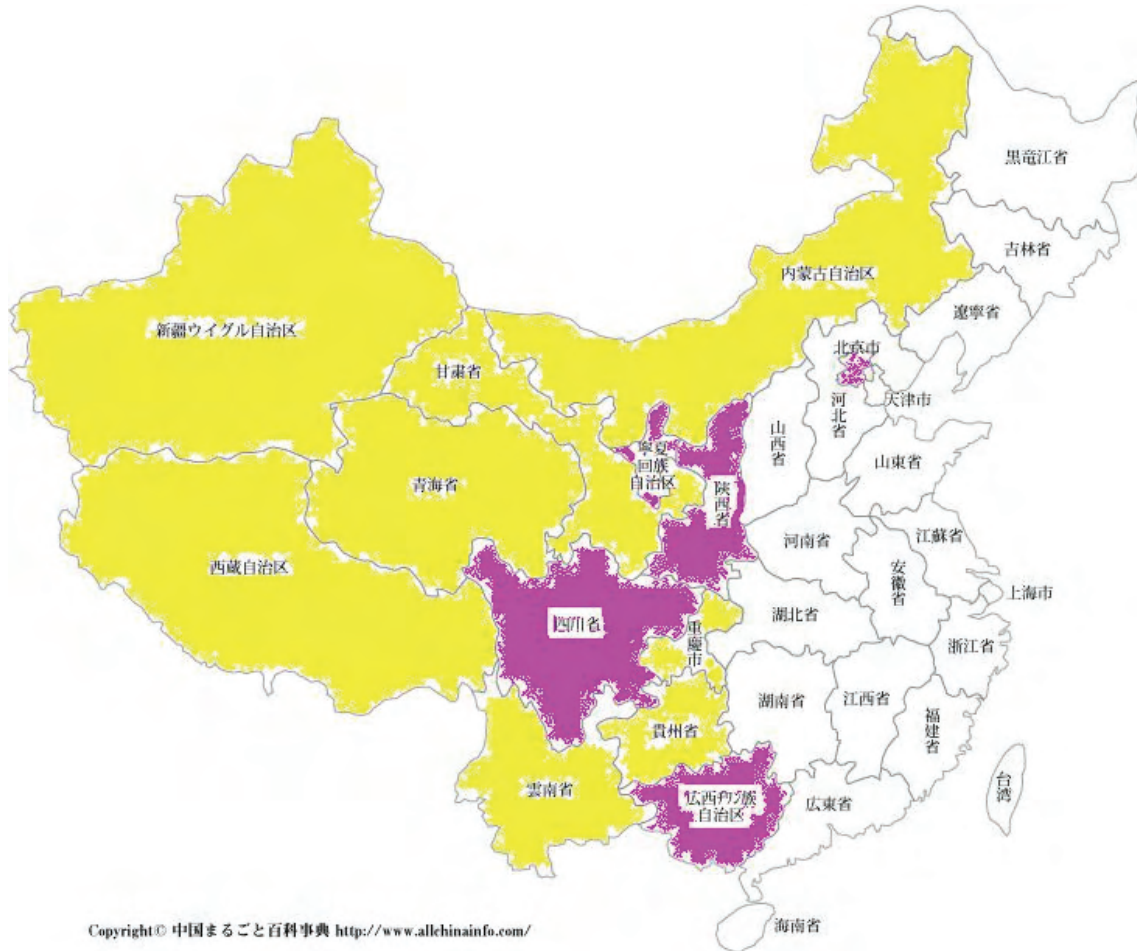 黒竜江省
吉林省
内蒙古自治区
遼寧省
新疆ウイグル自治区
北京市
甘粛省
天津市
河北省
山西省
寧夏
回族
自治区
山東省
青海省
陝西省
河南省
江蘇省
西蔵自治区
安徽省
上海市
湖北省
四川省
重慶市
浙江省
湖南省
江西省
福建省
貴州省
雲南省
台湾
広西チワン族
自治区
広東省
海南省
Copyright© 中国まるごと百科事典 http://www.allchinainfo.com/